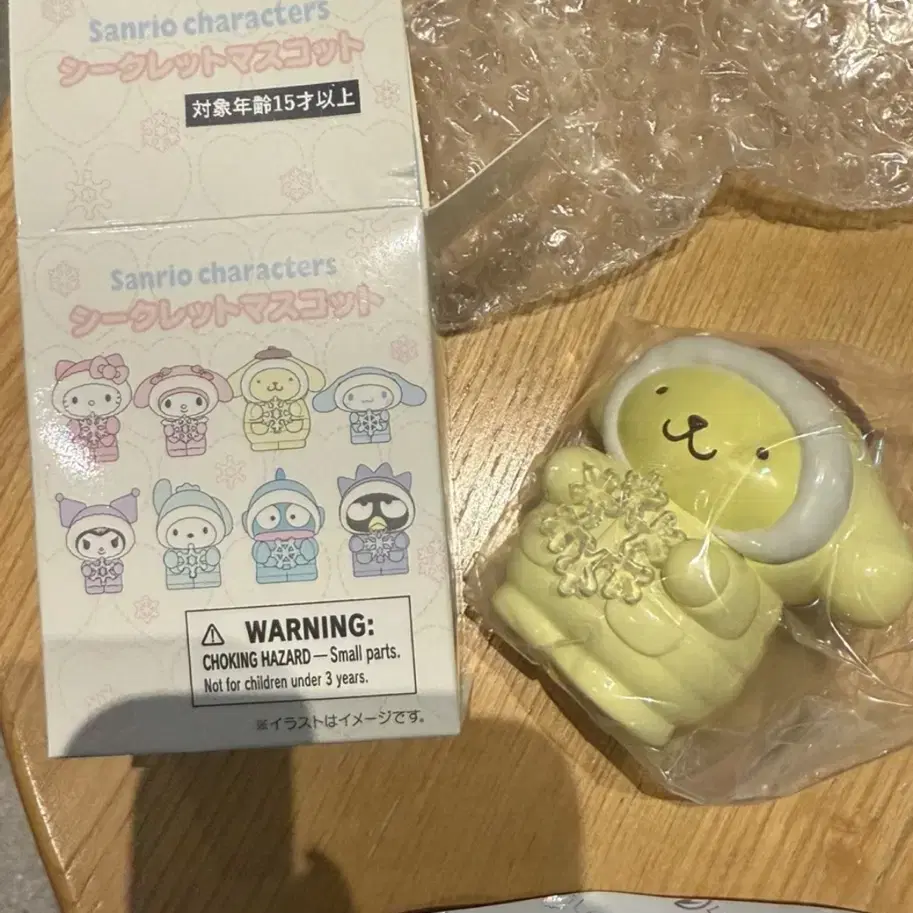 Sanrio characters
シークレットマスコット
対象年齢15才以上
Sanrio characters
シークレットマスコット
WARNING:
CHOKING HAZARD — Small parts.
Not for children under 3 years.
※イラストはイメージです。